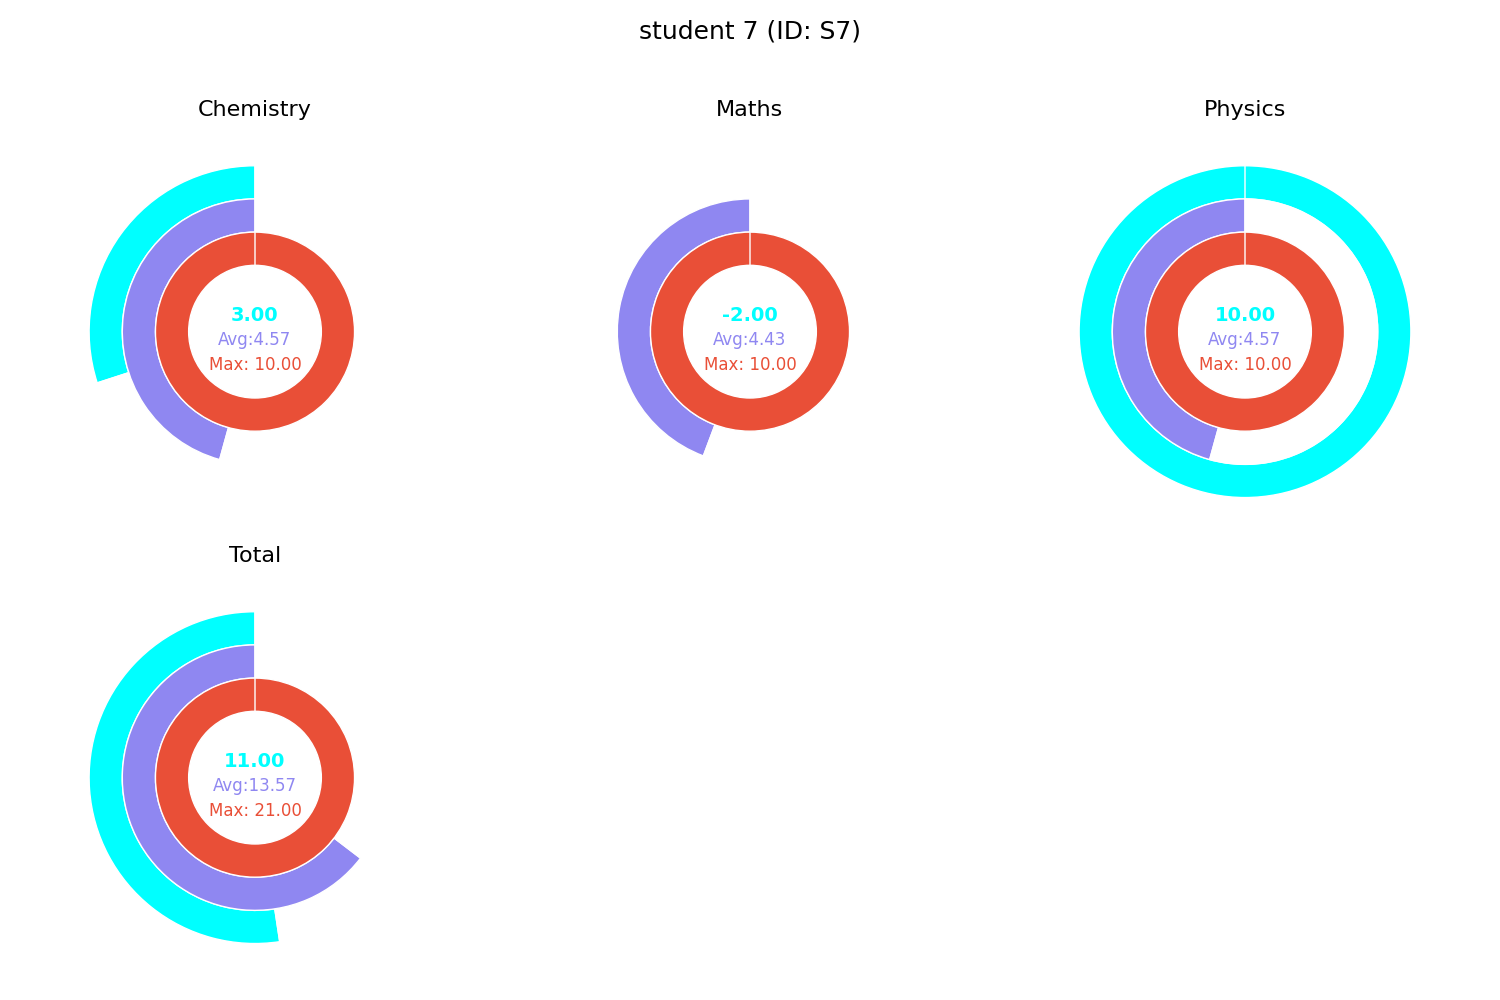 student 7 (ID: S7)
Chemistry
3.00
Avg:4.57
Max: 10.00
Maths
-2.00
Avg:4.43
Max: 10.00
Physics
10.00
Avg:4.57
Max: 10.00
Total
11.00
Avg:13.57
Max: 21.00